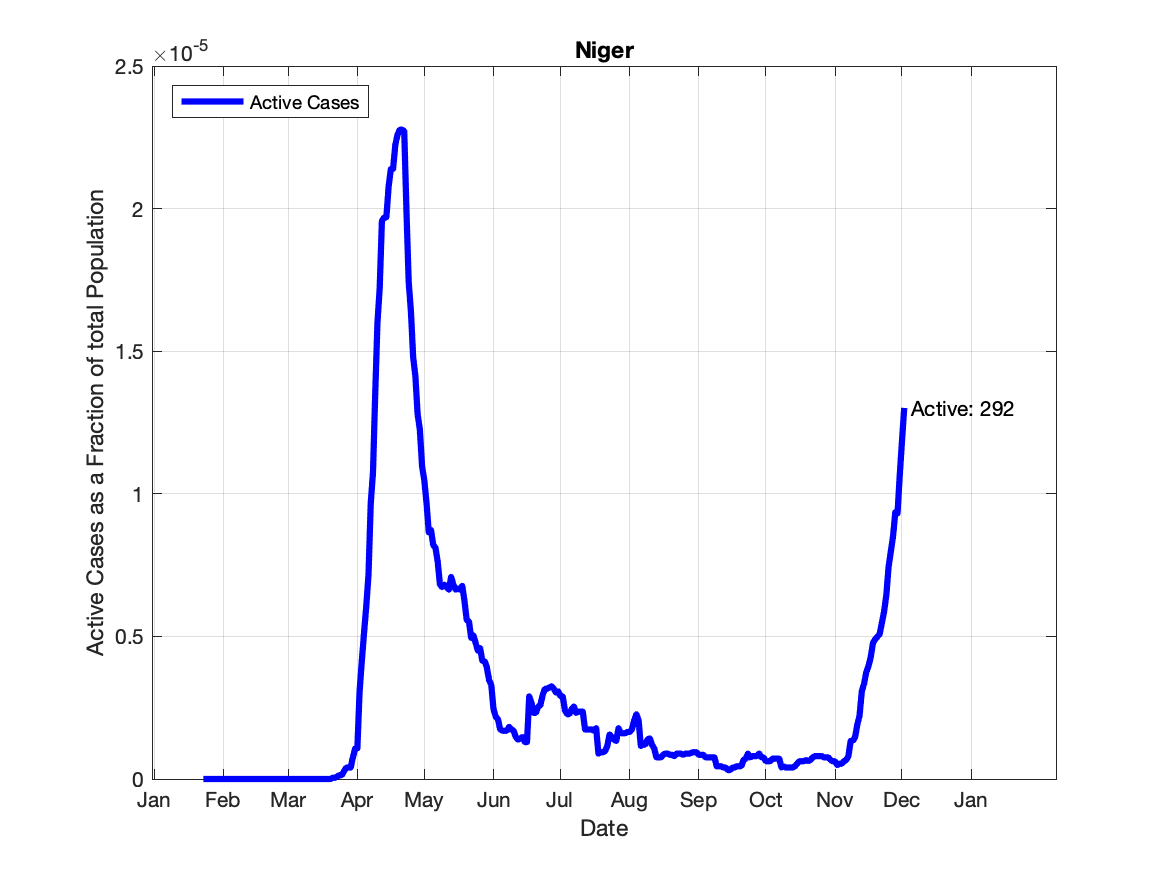 Niger
×10⁻⁵
Active Cases
2.5
2
1.5
1
0.5
0
Active Cases as a Fraction of total Population
Active: 292
Jan Feb Mar Apr May Jun Jul Aug Sep Oct Nov Dec Jan
Date